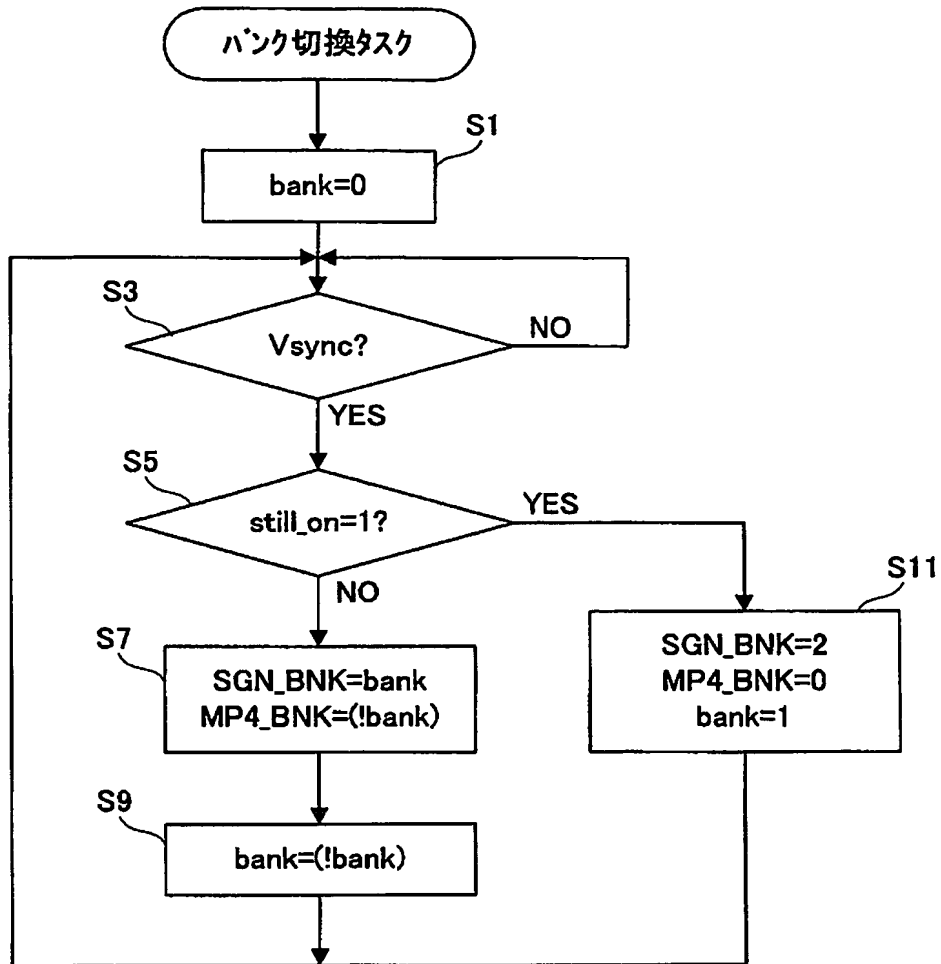 バンク切換タスク
S1
bank=0
S3
Vsync?
NO
YES
S5
still_on=1?
YES
NO
S11
S7
SGN_BNK=bank
MP4_BNK=(!bank)
SGN_BNK=2
MP4_BNK=0
bank=1
S9
bank=(!bank)